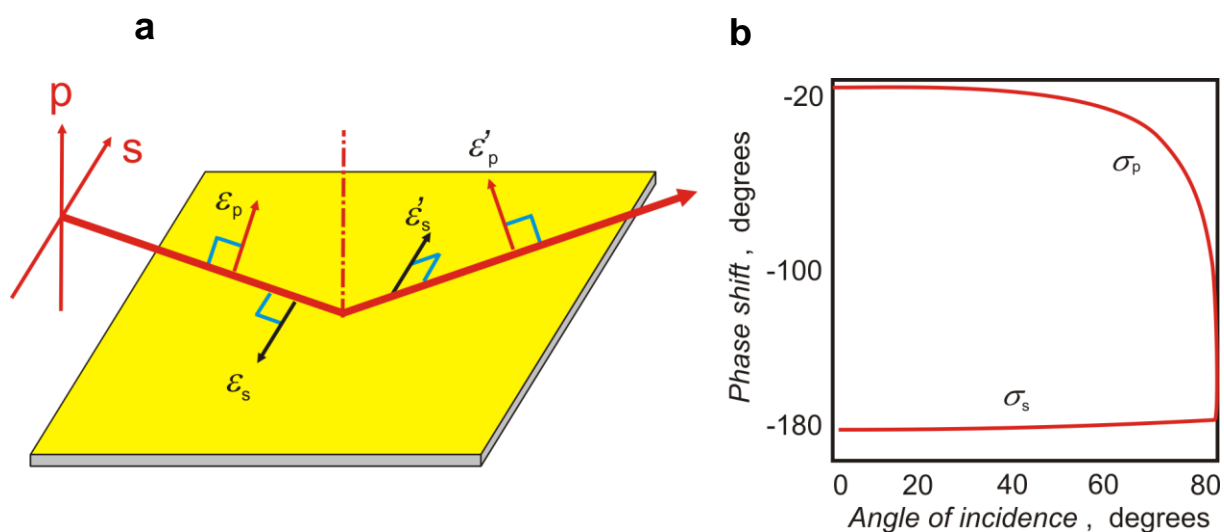 a
p
s
εp
ε′s
ε′p
εs
b
Phase shift , degrees
-20
-100
-180
σp
σs
0 20 40 60 80
Angle of incidence , degrees